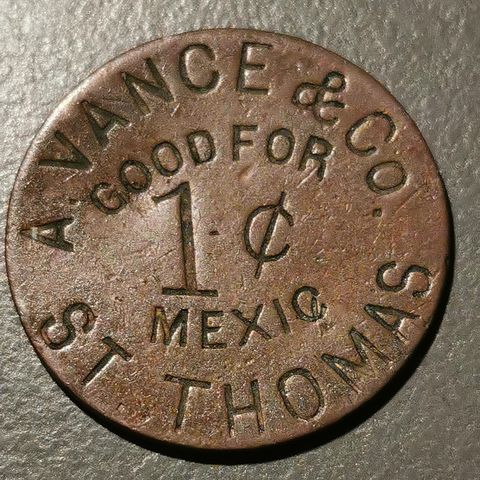 A. VANCE & CO.
GOOD FOR
1 ¢
MEXIC
ST THOMAS